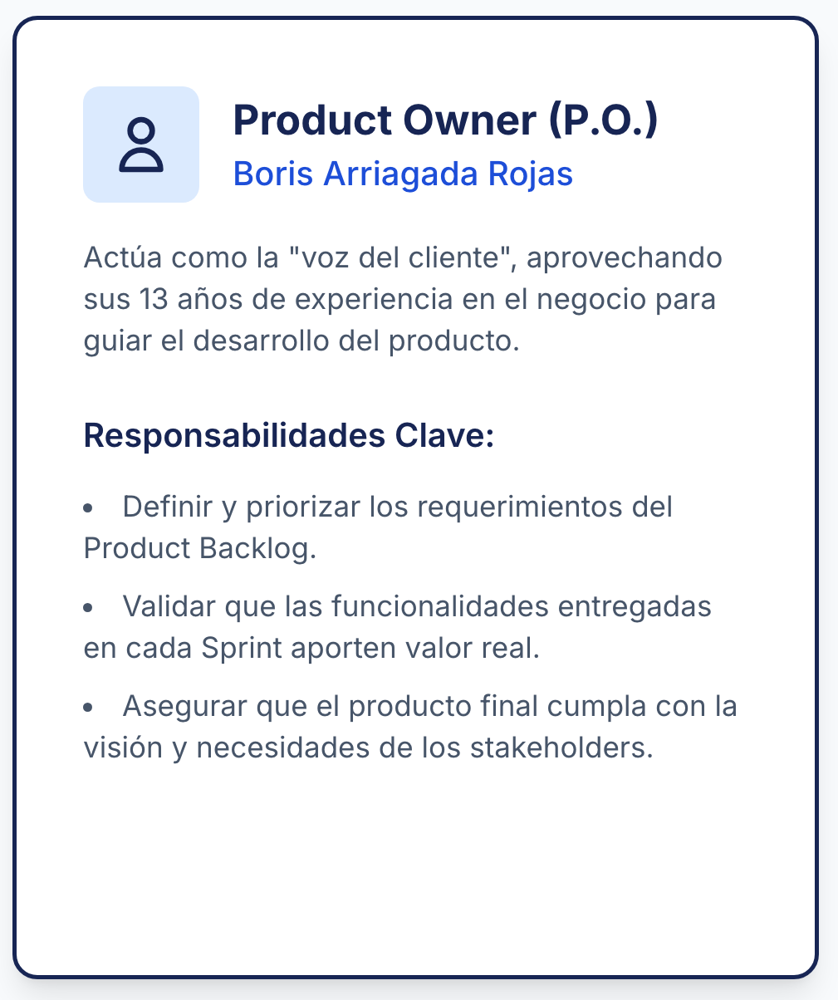 Product Owner (P.O.)
Boris Arriagada Rojas
Actúa como la "voz del cliente", aprovechando
sus 13 años de experiencia en el negocio para
guiar el desarrollo del producto.
Responsabilidades Clave:
• Definir y priorizar los requerimientos del
Product Backlog.
• Validar que las funcionalidades entregadas
en cada Sprint aporten valor real.
• Asegurar que el producto final cumpla con la
visión y necesidades de los stakeholders.